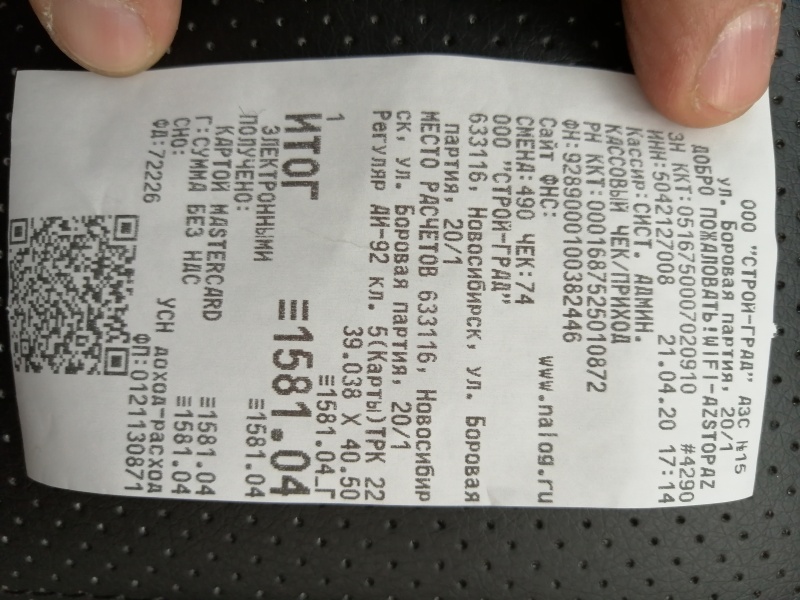 ООО "СТРОЙ-ГРАД" АЗС №15
ул. Боровая партия, 20/1
ДОБРО ПОЖАЛОВАТЬ!WIFI-AZSTOPAZ
ЗН ККТ:0516750007020910 #4290
ИНН:5042127008 21.04.20 17:14
Кассир:СИСТ. АДМИН.
КАССОВЫЙ ЧЕК/ПРИХОД
РН ККТ:0001687525010872
ФН:9289000100382446
Сайт ФНС: www.nalog.ru
СМЕНА:490 ЧЕК:74
ООО "СТРОЙ-ГРАД"
633116, Новосибирск, ул. Боровая
партия, 20/1
МЕСТО РАСЧЕТОВ 633116, Новосибир
ск, ул. Боровая партия, 20/1
Регуляр АИ-92 кл. 5(Карты)ТРК 22
39.038 X 40.50
1 ≡1581.04_Г
ИТОГ ≡1581.04
ЭЛЕКТРОННЫМИ ≡1581.04
ПОЛУЧЕНО:
КАРТОЙ MASTERCARD ≡1581.04
Г:СУММА БЕЗ НДС ≡1581.04
СНО: УСН доход-расход
ФД:72226 ФП:0121130871